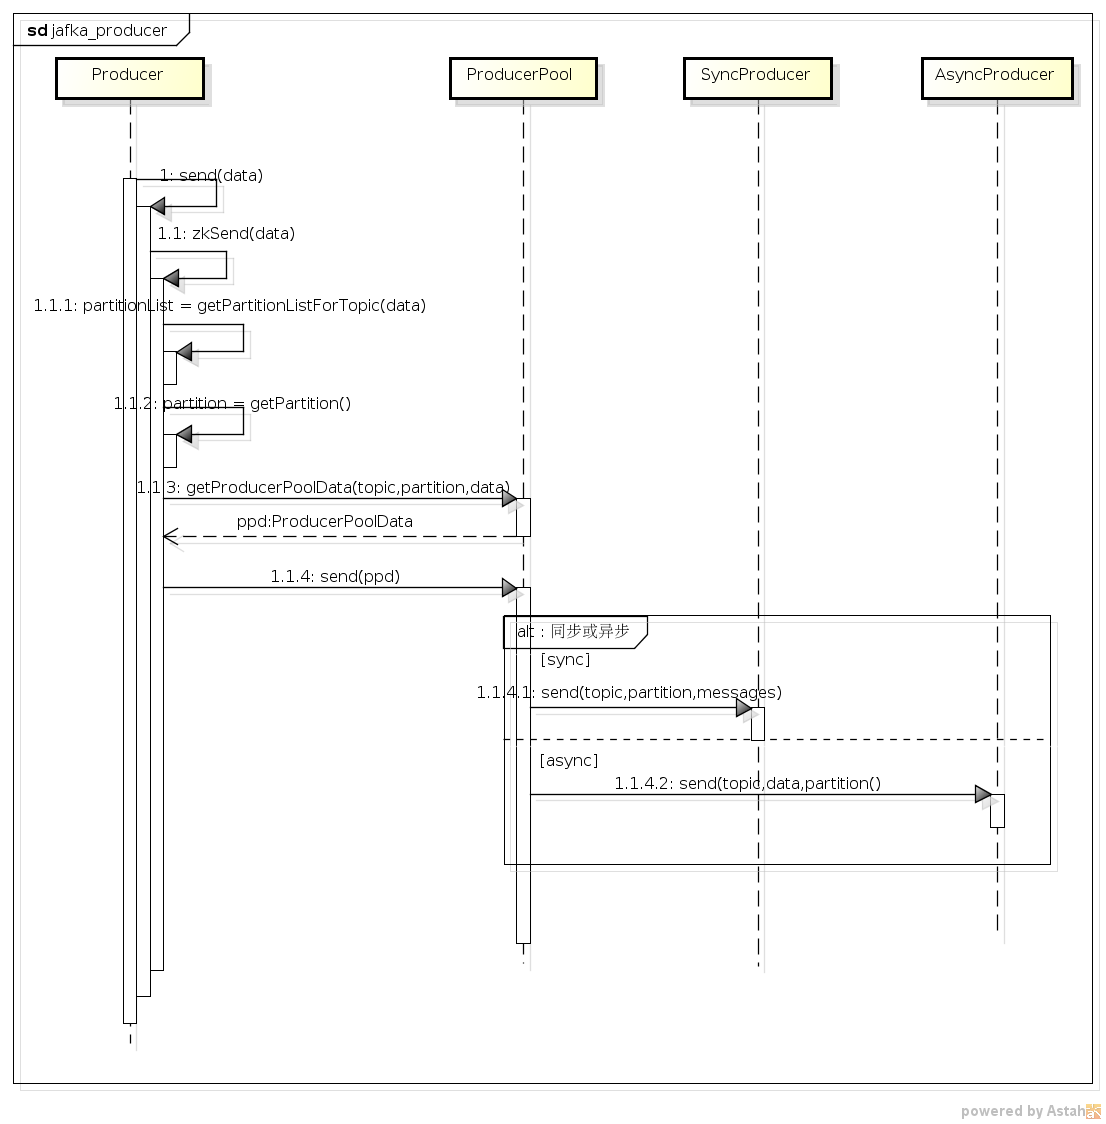 sd jafka_producer
Producer
ProducerPool
SyncProducer
AsyncProducer
1: send(data)
1.1: zkSend(data)
1.1.1: partitionList = getPartitionListForTopic(data)
1.1.2: partition = getPartition()
1.1.3: getProducerPoolData(topic,partition,data)
ppd:ProducerPoolData
1.1.4: send(ppd)
alt : 同步或异步
[sync]
1.1.4.1: send(topic,partition,messages)
[async]
1.1.4.2: send(topic,data,partition()
powered by Astah